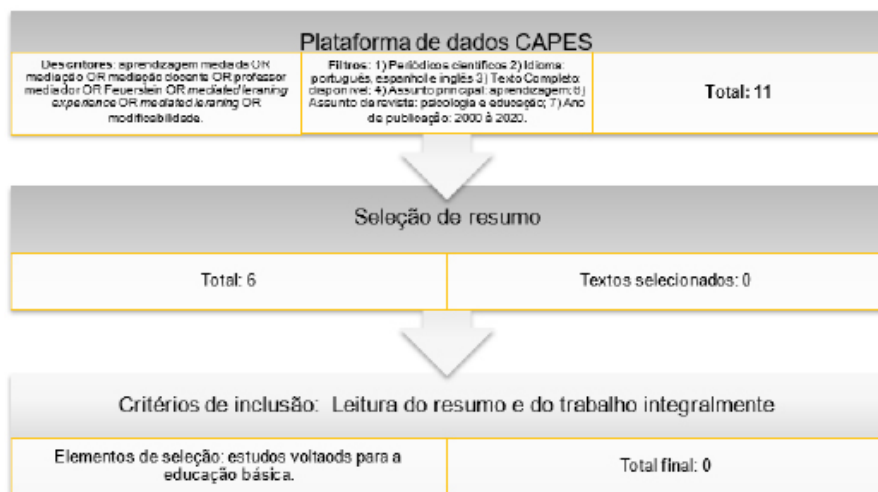 Plataforma de dados CAPES
Descritores: aprendizagem mediada OR
mediação OR mediação docente OR professor
mediador OR Feuerstein OR mediated leraning
experience OR mediated leraning OR
modificabilidade.
Filtros: 1) Periódicos científicos 2) Idioma:
português, espanhol e inglês 3) Texto Completo:
disponível; 4) Assunto principal: aprendizagem; 6)
Assunto da revista: psicologia e educação; 7) Ano
de publicação: 2000 à 2020.
Total: 11
Seleção de resumo
Total: 6
Textos selecionados: 0
Critérios de inclusão: Leitura do resumo e do trabalho integralmente
Elementos de seleção: estudos voltaods para a
educação básica.
Total final: 0